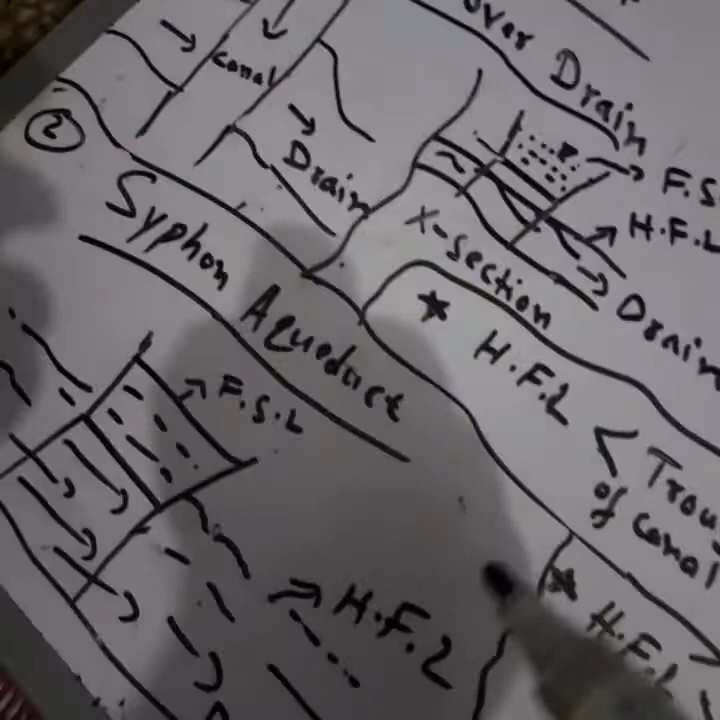 over Drain
Canal
Drain
F.S.
H.F.L
Drain
X-section
②
Syphon Aqueduct
F.S.L
H.F.L
* H.F.L < Trou
of Canal
* H.F.L